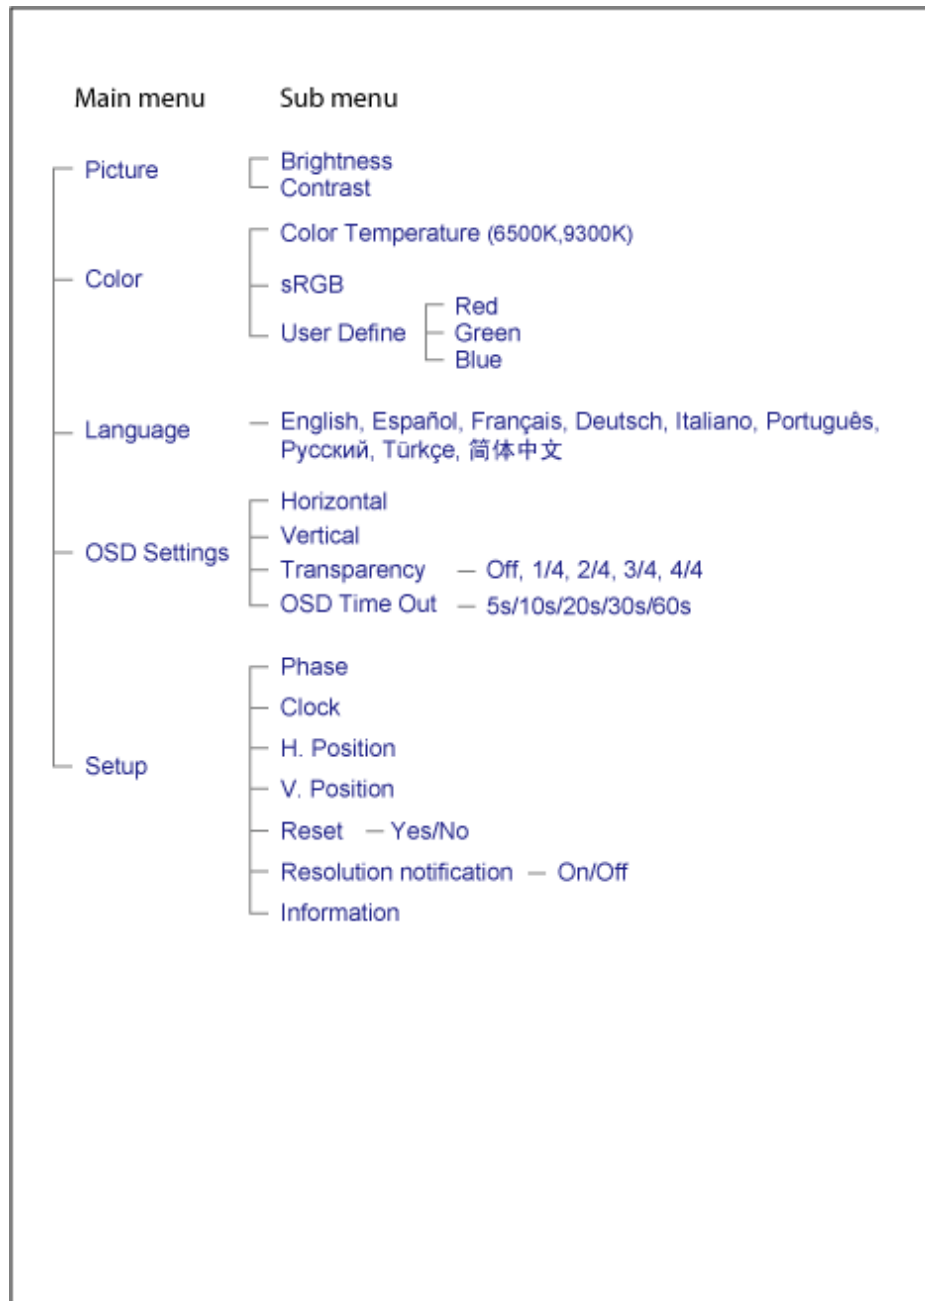 Main menu Sub menu
Picture Brightness
Contrast
Color Temperature (6500K,9300K)
Color sRGB
Red
User Define Green
Blue
Language English, Español, Français, Deutsch, Italiano, Português,
Русский, Türkçe, 简体中文
Horizontal
Vertical
OSD Settings
Transparency — Off, 1/4, 2/4, 3/4, 4/4
OSD Time Out — 5s/10s/20s/30s/60s
Phase
Clock
H. Position
Setup
V. Position
Reset — Yes/No
Resolution notification — On/Off
Information